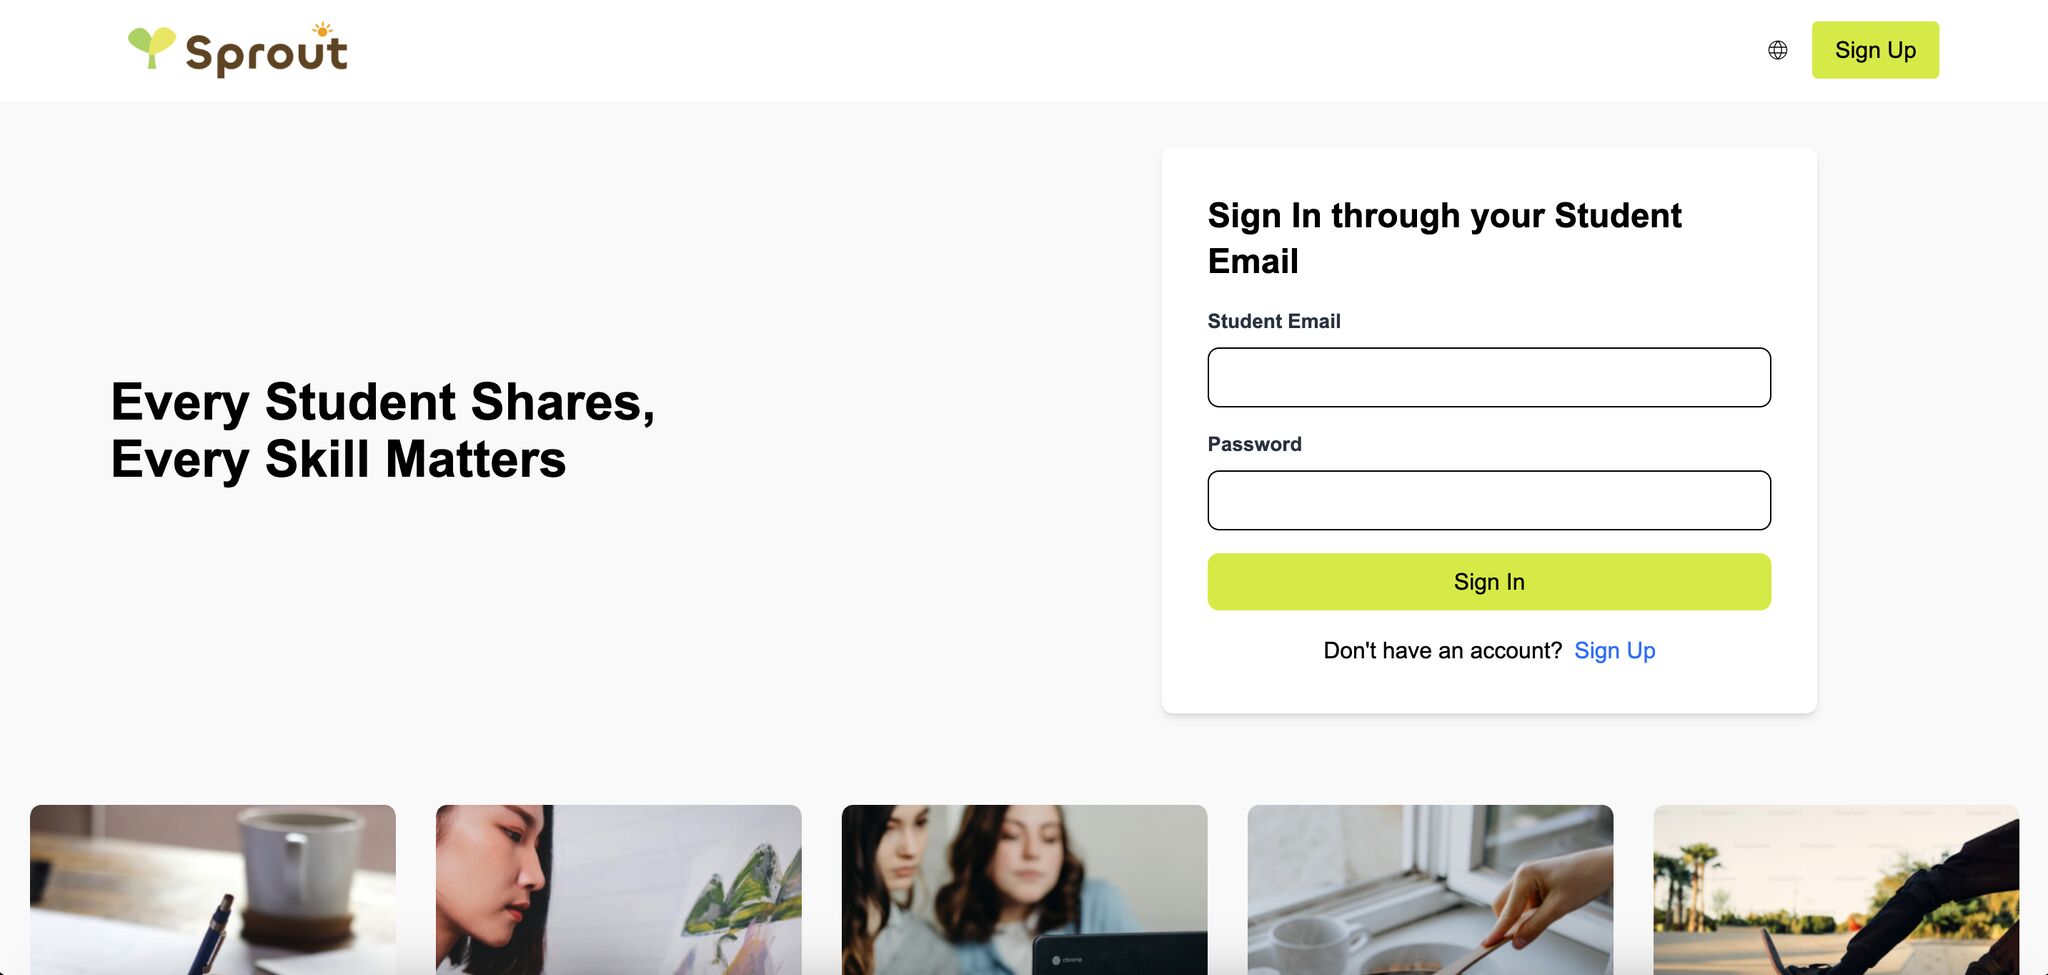 Sprout
Sign Up
Sign In through your Student
Email
Student Email
Every Student Shares,
Every Skill Matters
Password
Sign In
Don't have an account? Sign Up
chrome